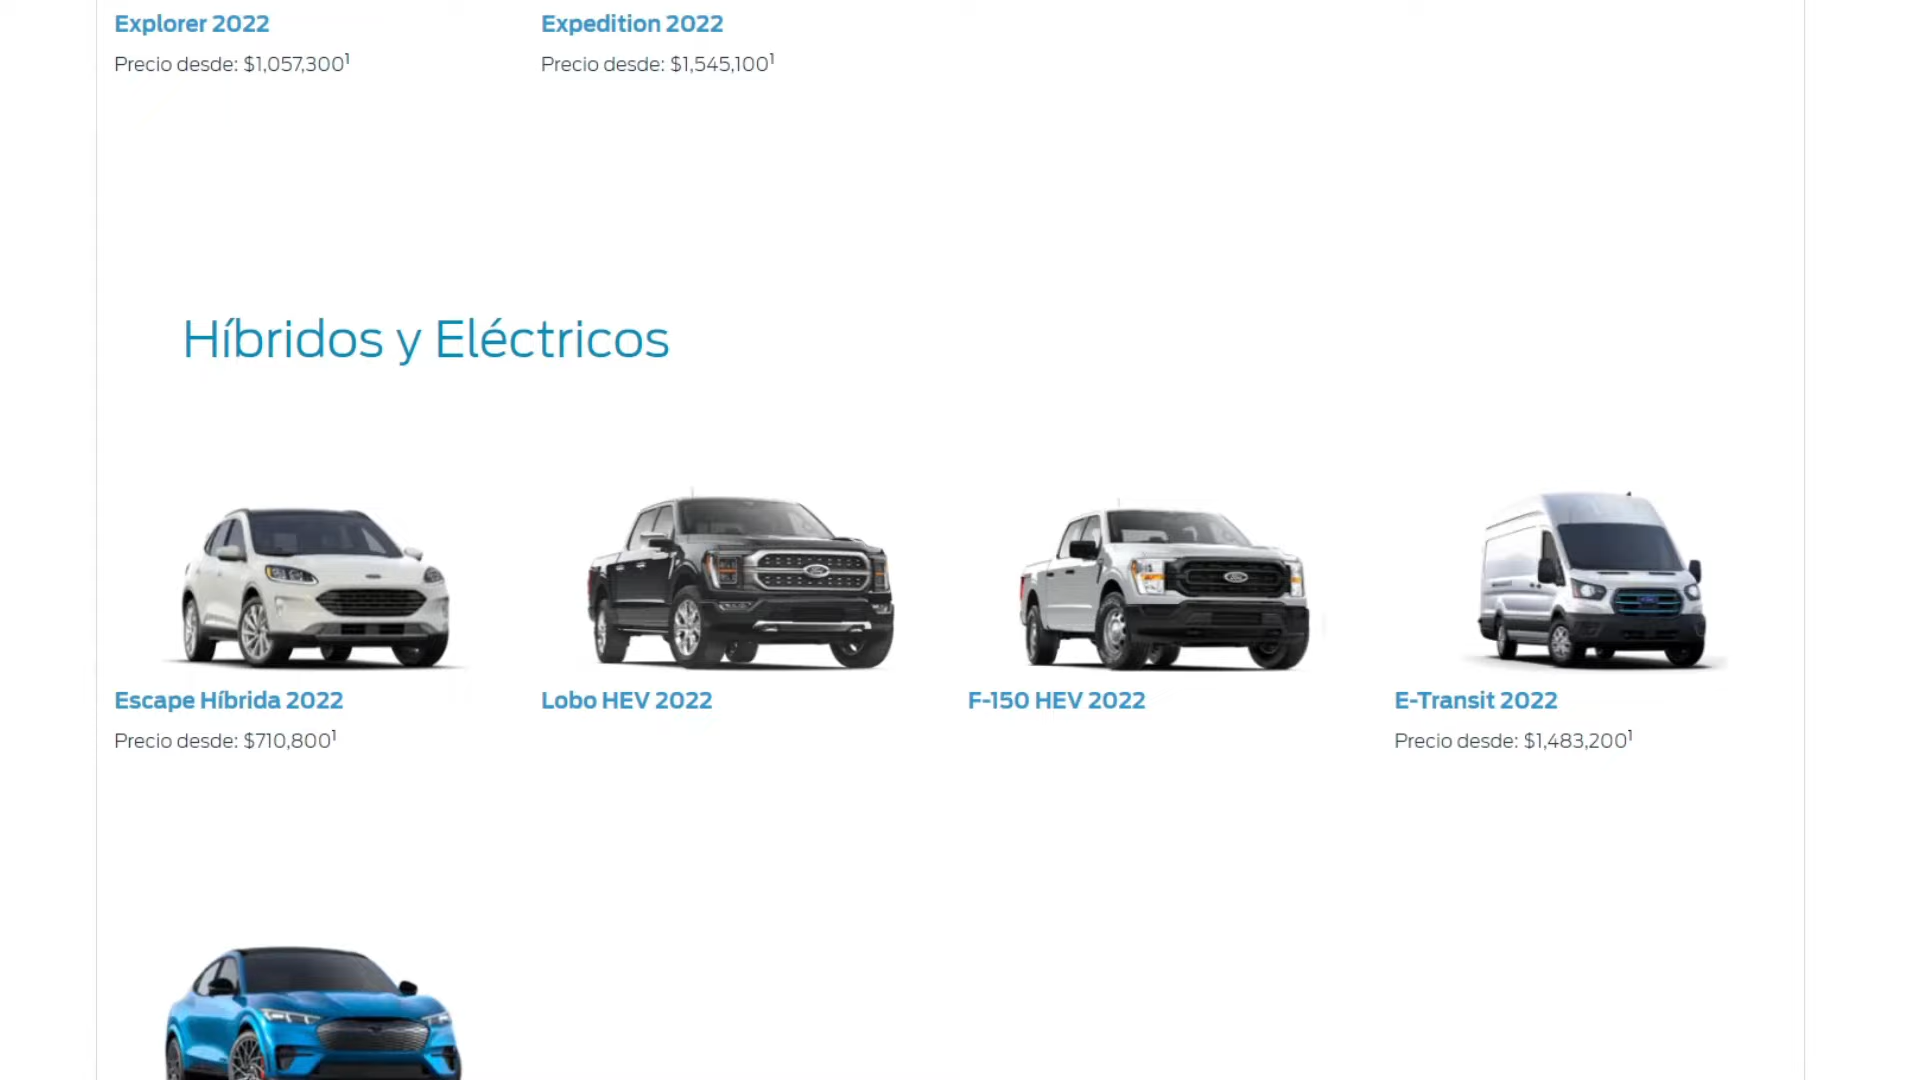 Explorer 2022
Precio desde: $1,057,300¹
Expedition 2022
Precio desde: $1,545,100¹
Híbridos y Eléctricos
Escape Híbrida 2022
Precio desde: $710,800¹
Lobo HEV 2022
F-150 HEV 2022
E-Transit 2022
Precio desde: $1,483,200¹